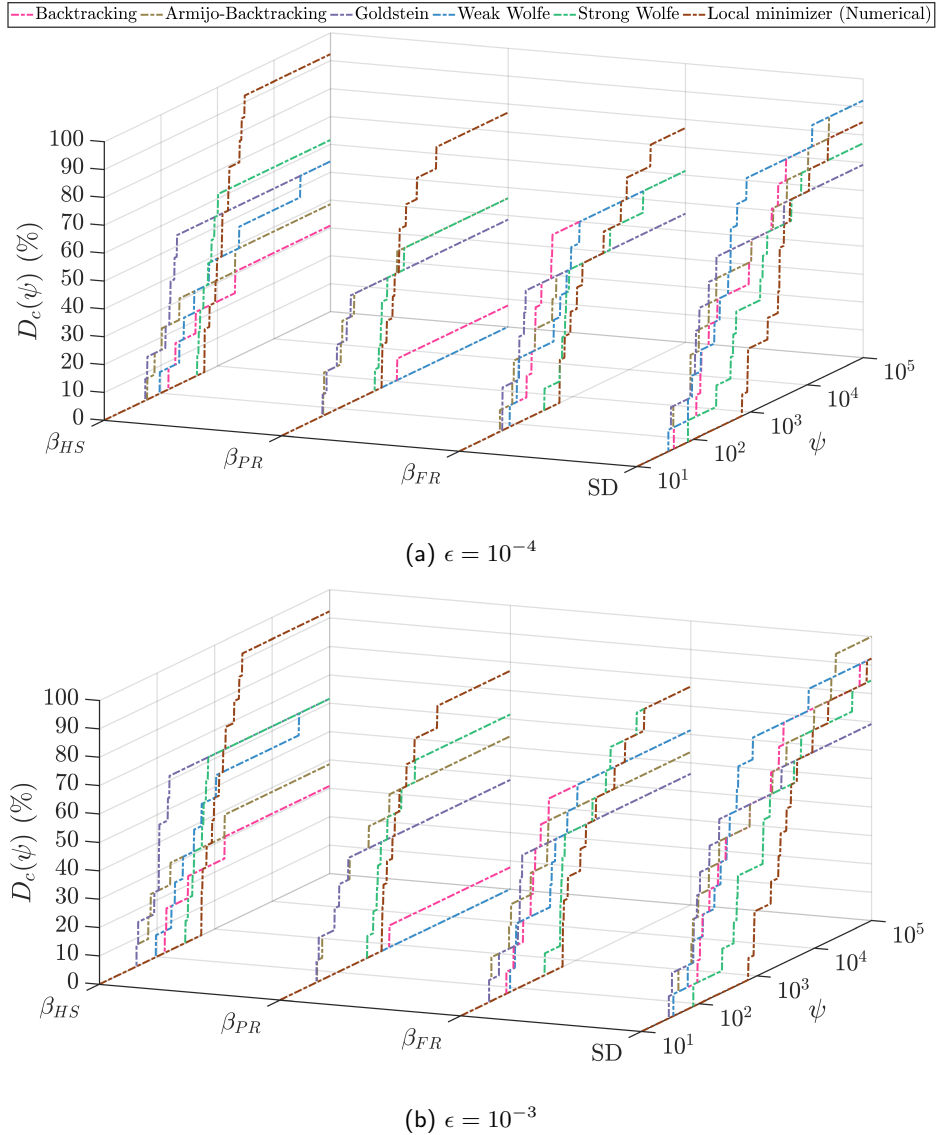 Backtracking Armijo-Backtracking Goldstein Weak Wolfe Strong Wolfe Local minimizer (Numerical)
100
90
80
70
60
50
40
30
20
10
0
D_c(ψ) (%)
β_HS
β_PR
β_FR
SD
10^1
10^2
10^3
10^4
10^5
ψ
(a) ϵ = 10^−4
100
90
80
70
60
50
40
30
20
10
0
D_c(ψ) (%)
β_HS
β_PR
β_FR
SD
10^1
10^2
10^3
10^4
10^5
ψ
(b) ϵ = 10^−3